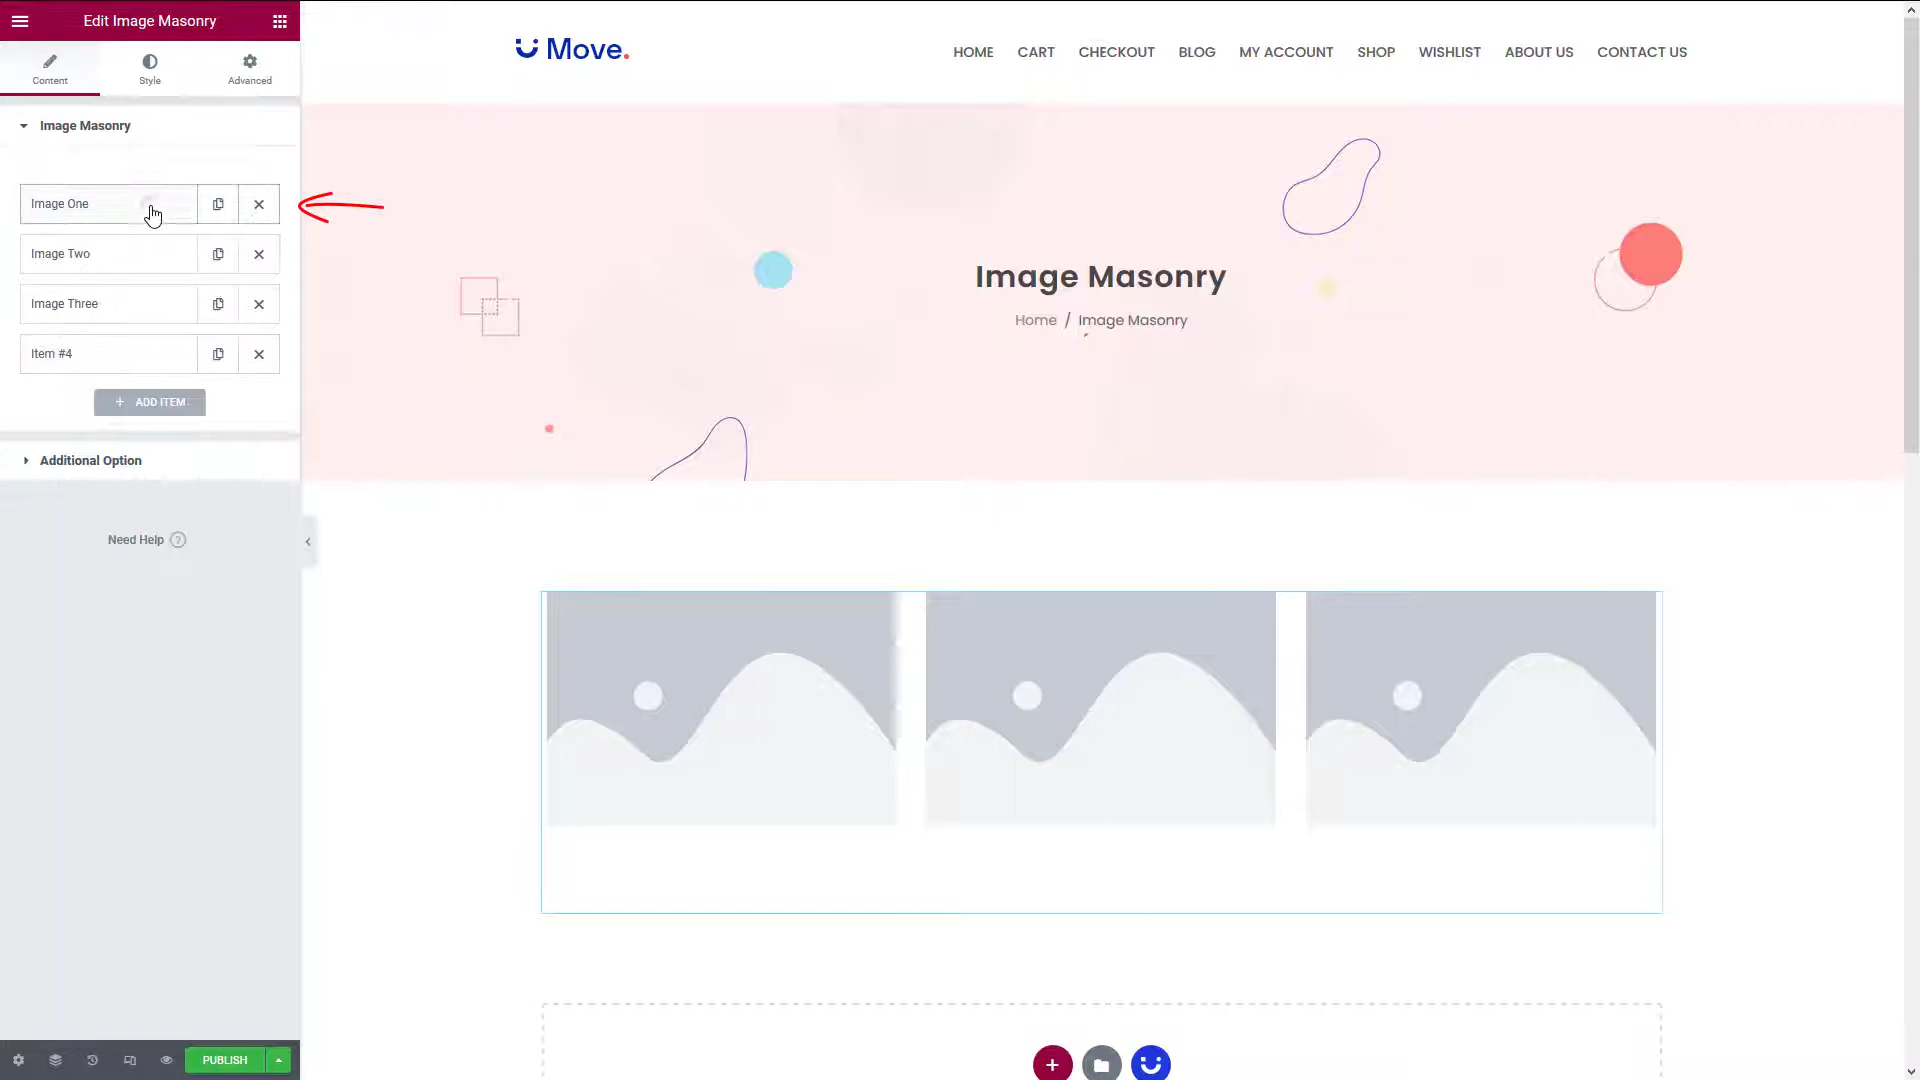 Edit Image Masonry
Content
Style
Advanced
Image Masonry
Image One
Image Two
Image Three
Item #4
+ ADD ITEM
Additional Option
Need Help ?
PUBLISH
Move.
HOME CART CHECKOUT BLOG MY ACCOUNT SHOP WISHLIST ABOUT US CONTACT US
Image Masonry
Home / Image Masonry